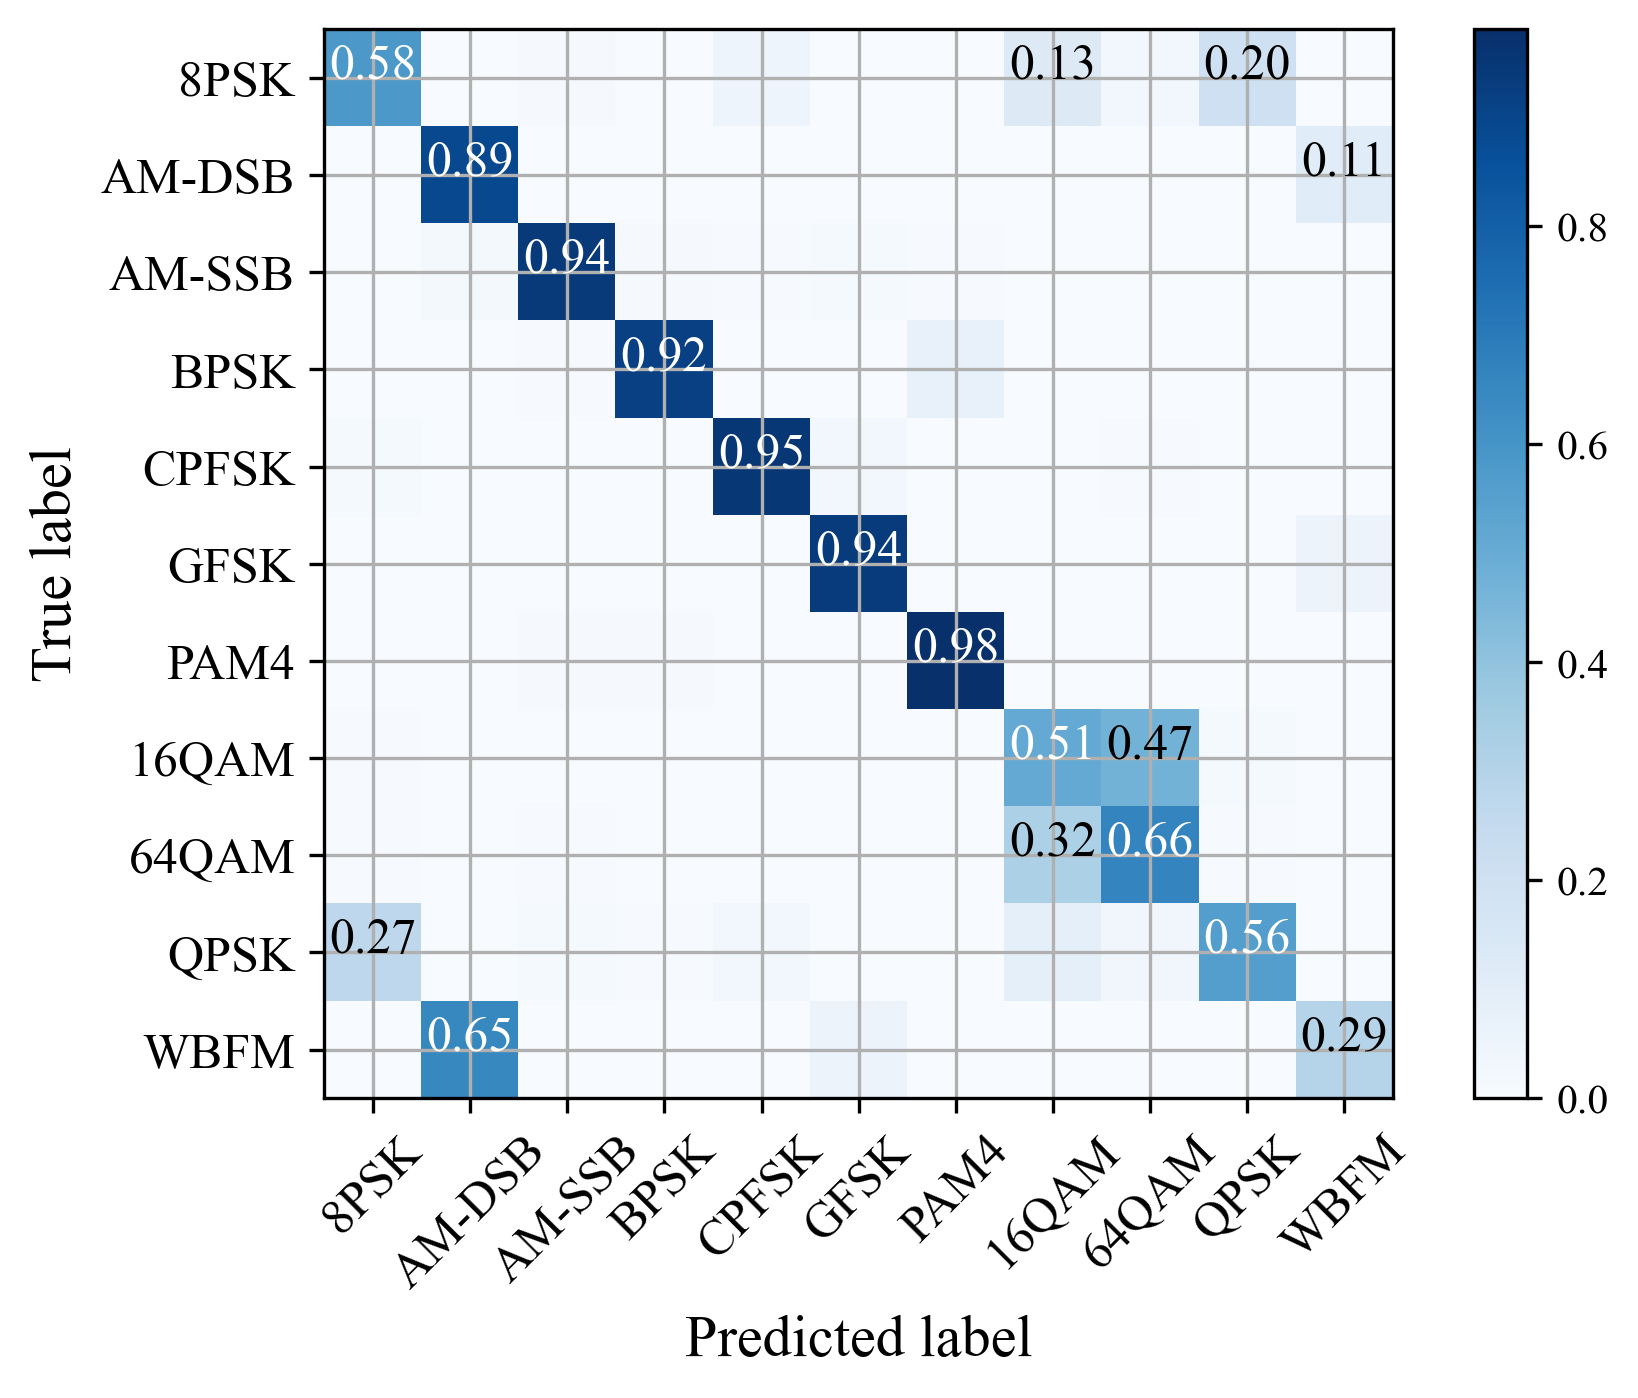 8PSK 0.58 0.13 0.20
AM-DSB 0.89 0.11
AM-SSB 0.94
BPSK 0.92
CPFSK 0.95
GFSK 0.94
PAM4 0.98
16QAM 0.51 0.47
64QAM 0.32 0.66
QPSK 0.27 0.56
WBFM 0.65 0.29
True label
8PSK AM-DSB AM-SSB BPSK CPFSK GFSK PAM4 16QAM 64QAM QPSK WBFM
Predicted label
0.8
0.6
0.4
0.2
0.0